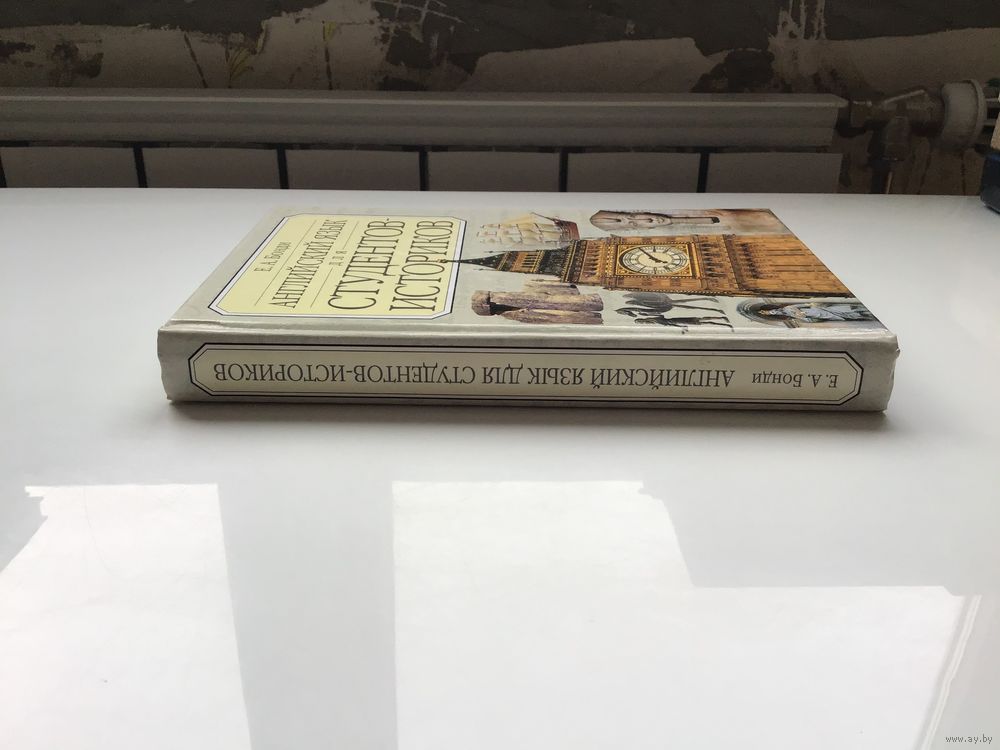 Е. А. Бонди
АНГЛИЙСКИЙ ЯЗЫК
ДЛЯ
СТУДЕНТОВ-
ИСТОРИКОВ
Е. А. Бонди АНГЛИЙСКИЙ ЯЗЫК ДЛЯ СТУДЕНТОВ-ИСТОРИКОВ
www.ay.by